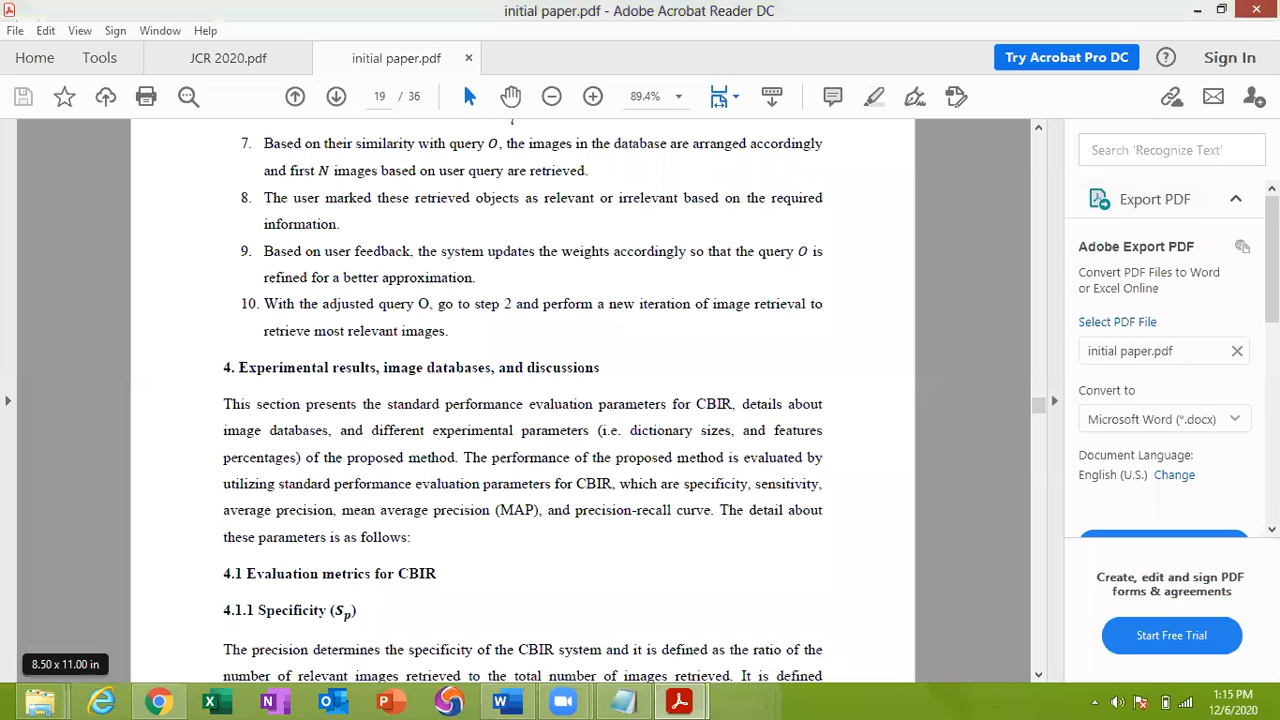 initial paper.pdf - Adobe Acrobat Reader DC
File Edit View Sign Window Help
Home Tools JCR 2020.pdf initial paper.pdf × Try Acrobat Pro DC Sign In
19 / 36 89.4%
7. Based on their similarity with query O, the images in the database are arranged accordingly
and first N images based on user query are retrieved.
8. The user marked these retrieved objects as relevant or irrelevant based on the required
information.
9. Based on user feedback, the system updates the weights accordingly so that the query O is
refined for a better approximation.
10. With the adjusted query O, go to step 2 and perform a new iteration of image retrieval to
retrieve most relevant images.
4. Experimental results, image databases, and discussions
This section presents the standard performance evaluation parameters for CBIR, details about
image databases, and different experimental parameters (i.e. dictionary sizes, and features
percentages) of the proposed method. The performance of the proposed method is evaluated by
utilizing standard performance evaluation parameters for CBIR, which are specificity, sensitivity,
average precision, mean average precision (MAP), and precision-recall curve. The detail about
these parameters is as follows:
4.1 Evaluation metrics for CBIR
4.1.1 Specificity (Sp)
The precision determines the specificity of the CBIR system and it is defined as the ratio of the
number of relevant images retrieved to the total number of images retrieved. It is defined
8.50 x 11.00 in
Search 'Recognize Text'
Export PDF
Adobe Export PDF
Convert PDF Files to Word
or Excel Online
Select PDF File
initial paper.pdf
Convert to
Microsoft Word (*.docx)
Document Language:
English (U.S.) Change
Create, edit and sign PDF
forms & agreements
Start Free Trial
1:15 PM
12/6/2020